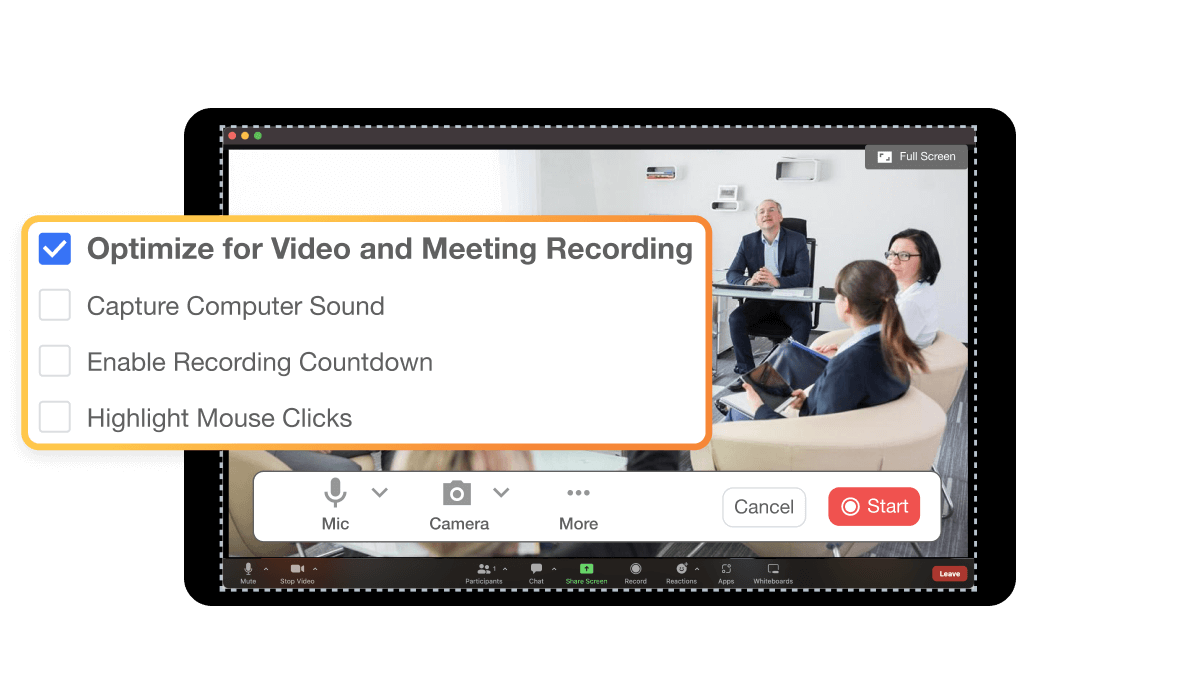 Full Screen
Optimize for Video and Meeting Recording
Capture Computer Sound
Enable Recording Countdown
Highlight Mouse Clicks
Mic
Camera
More
Cancel
Start
1
Mute
Stop Video
Participants
Chat
Share Screen
Record
Reactions
Apps
Whiteboards
Leave